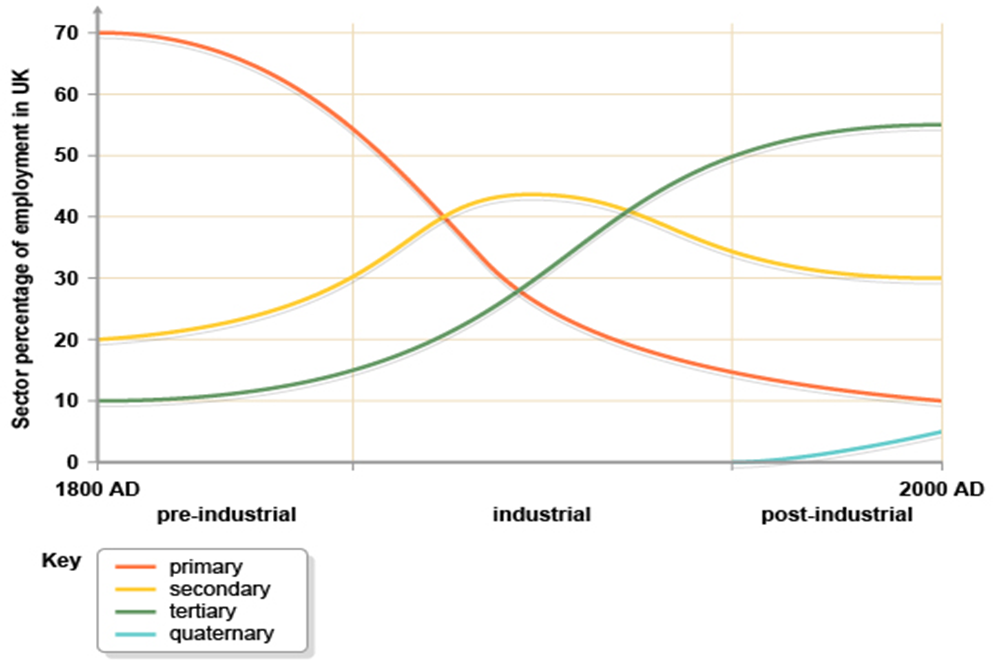 Sector percentage of employment in UK
70
60
50
40
30
20
10
0
1800 AD 2000 AD
pre-industrial industrial post-industrial
Key
primary
secondary
tertiary
quaternary